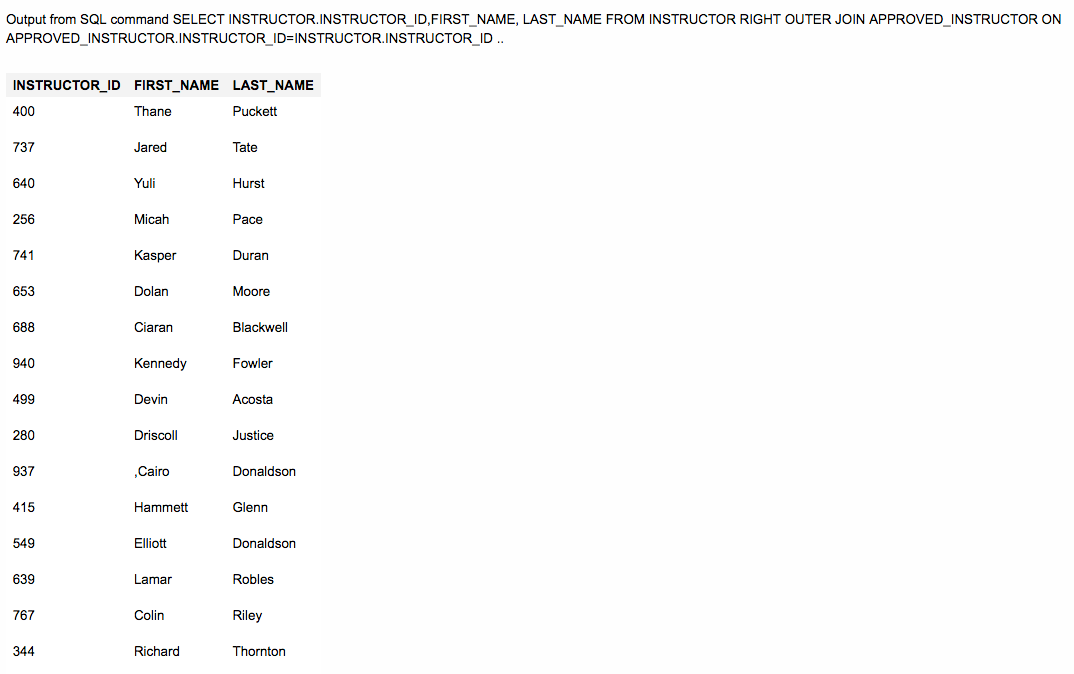 Output from SQL command SELECT INSTRUCTOR.INSTRUCTOR_ID,FIRST_NAME, LAST_NAME FROM INSTRUCTOR RIGHT OUTER JOIN APPROVED_INSTRUCTOR ON
APPROVED_INSTRUCTOR.INSTRUCTOR_ID=INSTRUCTOR.INSTRUCTOR_ID ..
INSTRUCTOR_ID FIRST_NAME LAST_NAME
400 Thane Puckett
737 Jared Tate
640 Yuli Hurst
256 Micah Pace
741 Kasper Duran
653 Dolan Moore
688 Ciaran Blackwell
940 Kennedy Fowler
499 Devin Acosta
280 Driscoll Justice
937 ,Cairo Donaldson
415 Hammett Glenn
549 Elliott Donaldson
639 Lamar Robles
767 Colin Riley
344 Richard Thornton